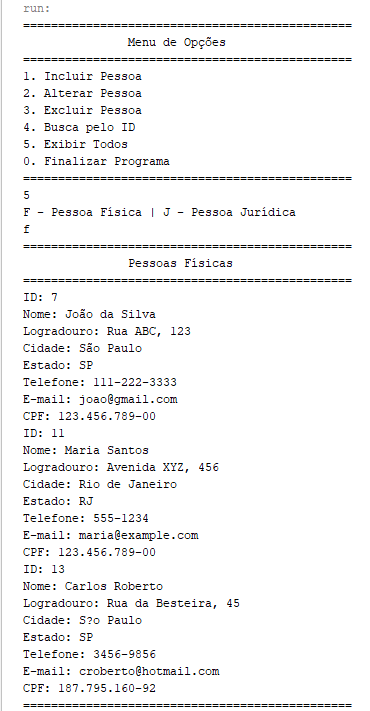 run:
================================================
Menu de Opções
================================================
1. Incluir Pessoa
2. Alterar Pessoa
3. Excluir Pessoa
4. Busca pelo ID
5. Exibir Todos
0. Finalizar Programa
================================================
5
F - Pessoa Física | J - Pessoa Jurídica
f
================================================
Pessoas Físicas
================================================
ID: 7
Nome: João da Silva
Logradouro: Rua ABC, 123
Cidade: São Paulo
Estado: SP
Telefone: 111-222-3333
E-mail: joao@gmail.com
CPF: 123.456.789-00
ID: 11
Nome: Maria Santos
Logradouro: Avenida XYZ, 456
Cidade: Rio de Janeiro
Estado: RJ
Telefone: 555-1234
E-mail: maria@example.com
CPF: 123.456.789-00
ID: 13
Nome: Carlos Roberto
Logradouro: Rua da Besteira, 45
Cidade: S?o Paulo
Estado: SP
Telefone: 3456-9856
E-mail: croberto@hotmail.com
CPF: 187.795.160-92
================================================